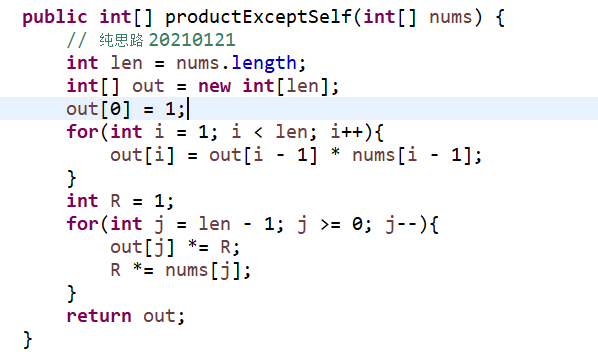 public int[] productExceptSelf(int[] nums) {
// 纯思路 20210121
int len = nums.length;
int[] out = new int[len];
out[0] = 1;
for(int i = 1; i < len; i++){
out[i] = out[i - 1] * nums[i - 1];
}
int R = 1;
for(int j = len - 1; j >= 0; j--){
out[j] *= R;
R *= nums[j];
}
return out;
}